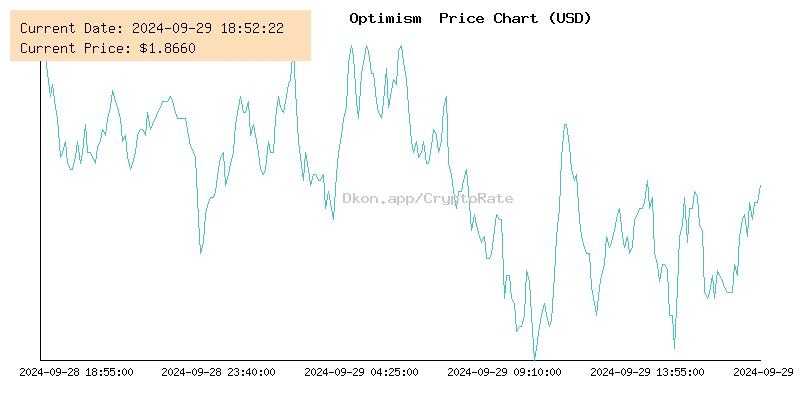 Optimism Price Chart (USD)
Current Date: 2024-09-29 18:52:22
Current Price: $1.8660
Dkon.app/CryptoRate
2024-09-28 18:55:00 2024-09-28 23:40:00 2024-09-29 04:25:00 2024-09-29 09:10:00 2024-09-29 13:55:00 2024-09-29